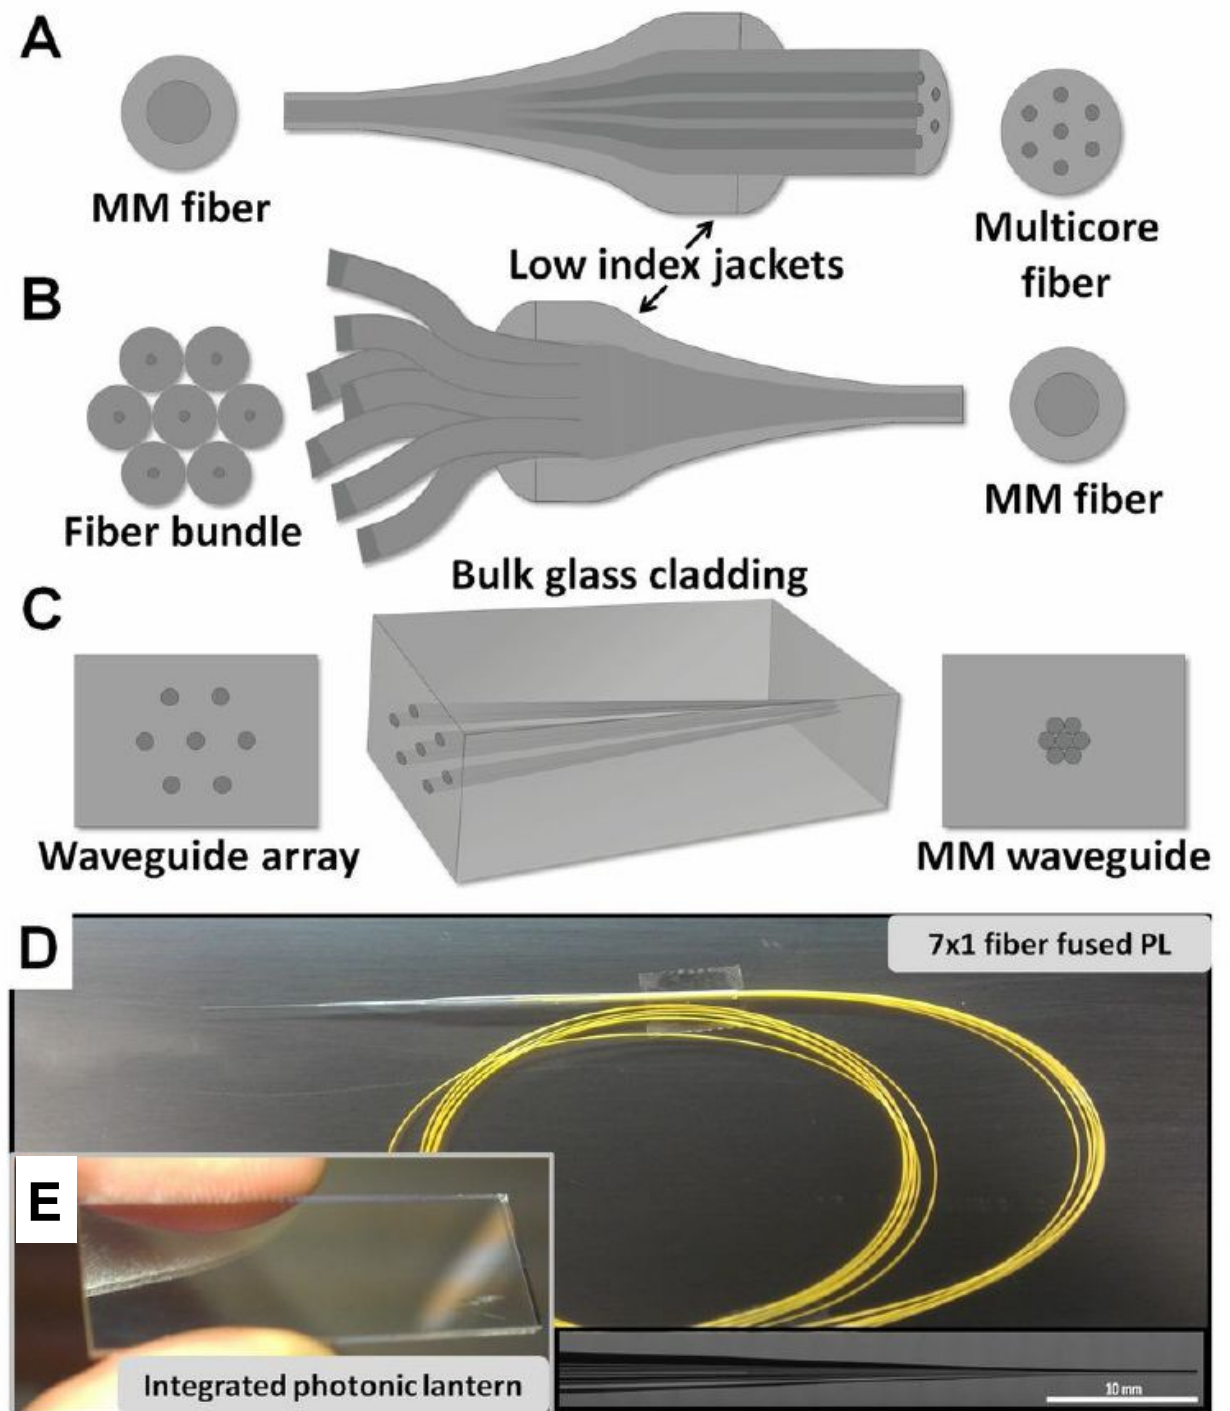 A
MM fiber
Multicore
fiber
Low index jackets
B
Fiber bundle
MM fiber
Bulk glass cladding
C
Waveguide array
MM waveguide
D
7x1 fiber fused PL
E
Integrated photonic lantern
10 mm